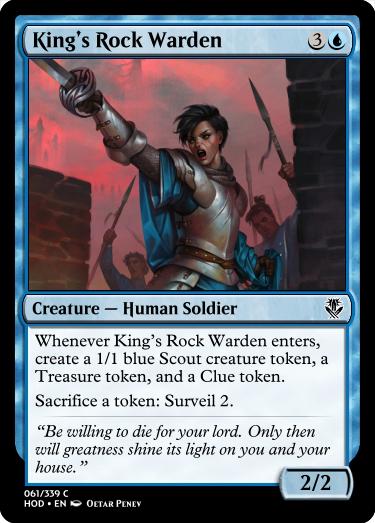 King's Rock Warden 3
Creature — Human Soldier
Whenever King's Rock Warden enters,
create a 1/1 blue Scout creature token, a
Treasure token, and a Clue token.
Sacrifice a token: Surveil 2.
“Be willing to die for your lord. Only then
will greatness shine its light on you and your
house.”
2/2
061/339 C
HOD • EN Oetar Penev